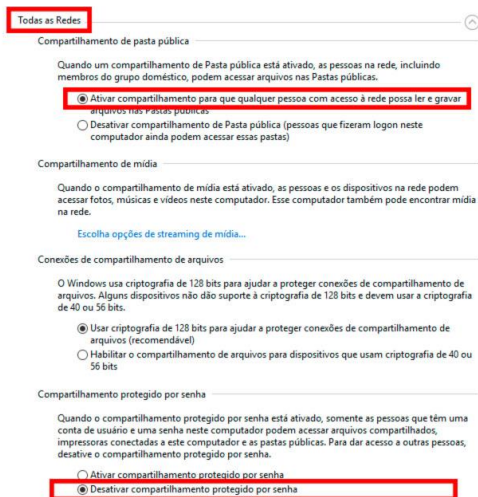 Todas as Redes
Compartilhamento de pasta pública
Quando um compartilhamento de Pasta pública está ativado, as pessoas na rede, incluindo
membros do grupo doméstico, podem acessar arquivos nas Pastas públicas.
Ativar compartilhamento para que qualquer pessoa com acesso à rede possa ler e gravar
arquivos nas Pastas públicas
Desativar compartilhamento de Pasta pública (pessoas que fizeram logon neste
computador ainda podem acessar essas pastas)
Compartilhamento de mídia
Quando o compartilhamento de mídia está ativado, as pessoas e os dispositivos na rede podem
acessar fotos, músicas e vídeos neste computador. Esse computador também pode encontrar mídia
na rede.
Escolha opções de streaming de mídia...
Conexões de compartilhamento de arquivos
O Windows usa criptografia de 128 bits para ajudar a proteger conexões de compartilhamento de
arquivos. Alguns dispositivos não dão suporte à criptografia de 128 bits e devem usar a criptografia
de 40 ou 56 bits.
Usar criptografia de 128 bits para ajudar a proteger conexões de compartilhamento de
arquivos (recomendável)
Habilitar o compartilhamento de arquivos para dispositivos que usam criptografia de 40 ou
56 bits
Compartilhamento protegido por senha
Quando o compartilhamento protegido por senha está ativado, somente as pessoas que têm uma
conta de usuário e uma senha neste computador podem acessar arquivos compartilhados,
impressoras conectadas a este computador e as pastas públicas. Para dar acesso a outras pessoas,
desative o compartilhamento protegido por senha.
Ativar compartilhamento protegido por senha
Desativar compartilhamento protegido por senha